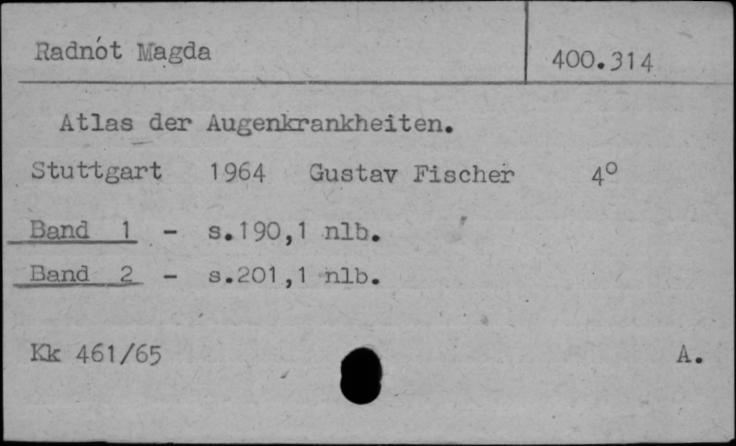 Radnót Magda 400.314
Atlas der Augenkrankheiten.
Stuttgart 1964 Gustav Fischer 4°
Band 1 - s.190,1 nlb.
Band 2 - s.201,1 nlb.
Kk 461/65 A.